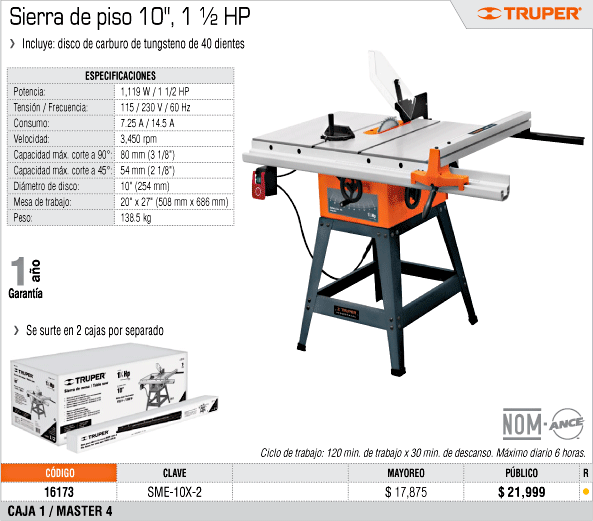 Sierra de piso 10", 1 ½ HP
TRUPER®
❯ Incluye: disco de carburo de tungsteno de 40 dientes
ESPECIFICACIONES
Potencia: 1,119 W / 1 1/2 HP
Tensión / Frecuencia: 115 / 230 V / 60 Hz
Consumo: 7.25 A / 14.5 A
Velocidad: 3,450 rpm
Capacidad máx. corte a 90°: 80 mm (3 1/8")
Capacidad máx. corte a 45°: 54 mm (2 1/8")
Diámetro de disco: 10" (254 mm)
Mesa de trabajo: 20" x 27" (508 mm x 686 mm)
Peso: 138.5 kg
1 año
Garantía
❯ Se surte en 2 cajas por separado
TRUPER
1½ Hp
10"
TRUPER
TRUPER
NOM-ANCE
Ciclo de trabajo: 120 min. de trabajo x 30 min. de descanso. Máximo diario 6 horas.
CÓDIGO CLAVE MAYOREO PÚBLICO R
16173 SME-10X-2 $ 17,875 $ 21,999
CAJA 1 / MASTER 4